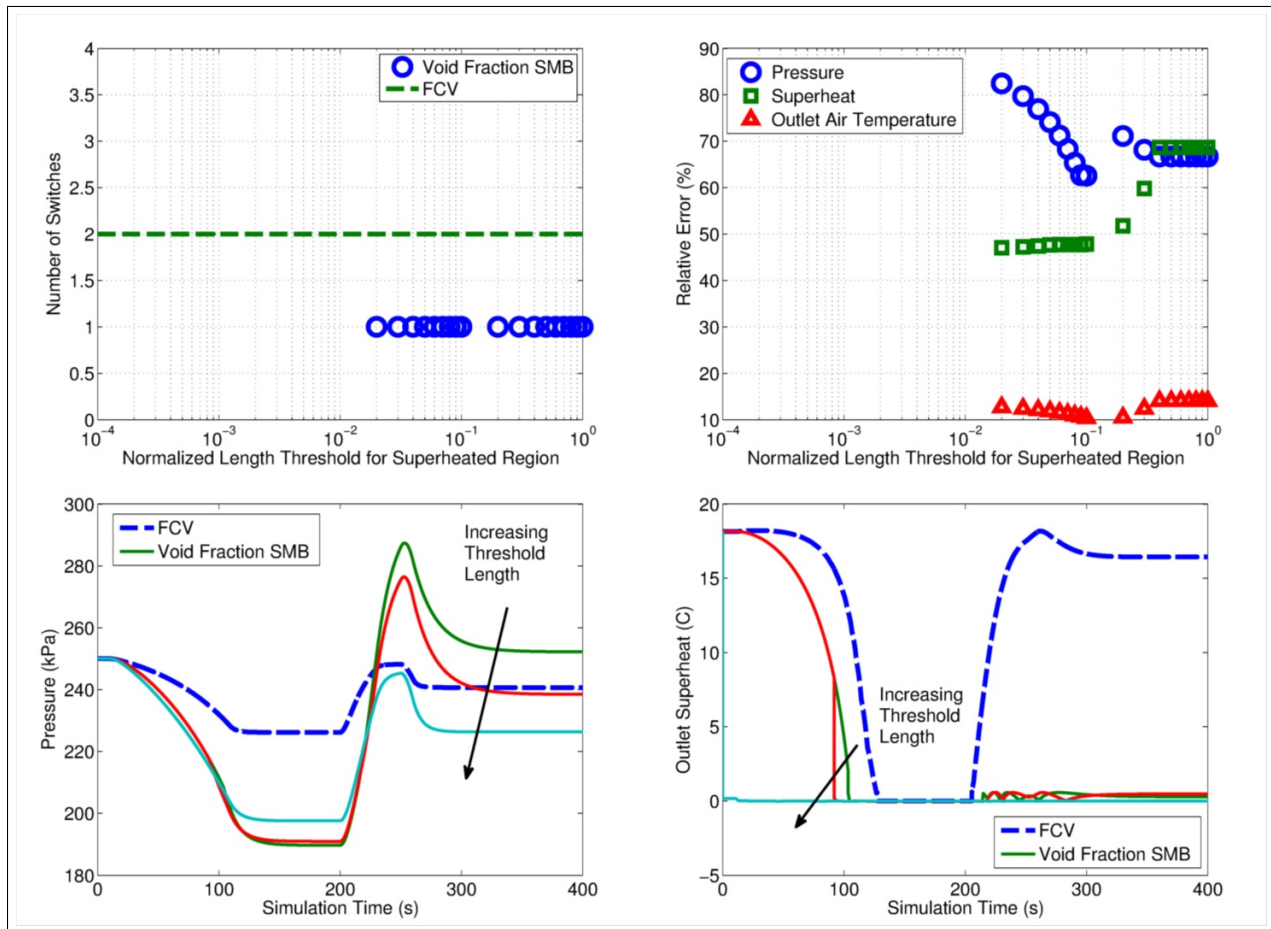 4
3.5
3
2.5
2
1.5
1
0.5
0
Number of Switches
Void Fraction SMB
FCV
10⁻⁴
10⁻³
10⁻²
10⁻¹
10⁰
Normalized Length Threshold for Superheated Region
90
80
70
60
50
40
30
20
10
Relative Error (%)
Pressure
Superheat
Outlet Air Temperature
10⁻⁴
10⁻³
10⁻²
10⁻¹
10⁰
Normalized Length Threshold for Superheated Region
300
280
260
240
220
200
180
Pressure (kPa)
FCV
Void Fraction SMB
Increasing
Threshold
Length
0
100
200
300
400
Simulation Time (s)
20
15
10
5
0
−5
Outlet Superheat (C)
Increasing
Threshold
Length
FCV
Void Fraction SMB
0
100
200
300
400
Simulation Time (s)